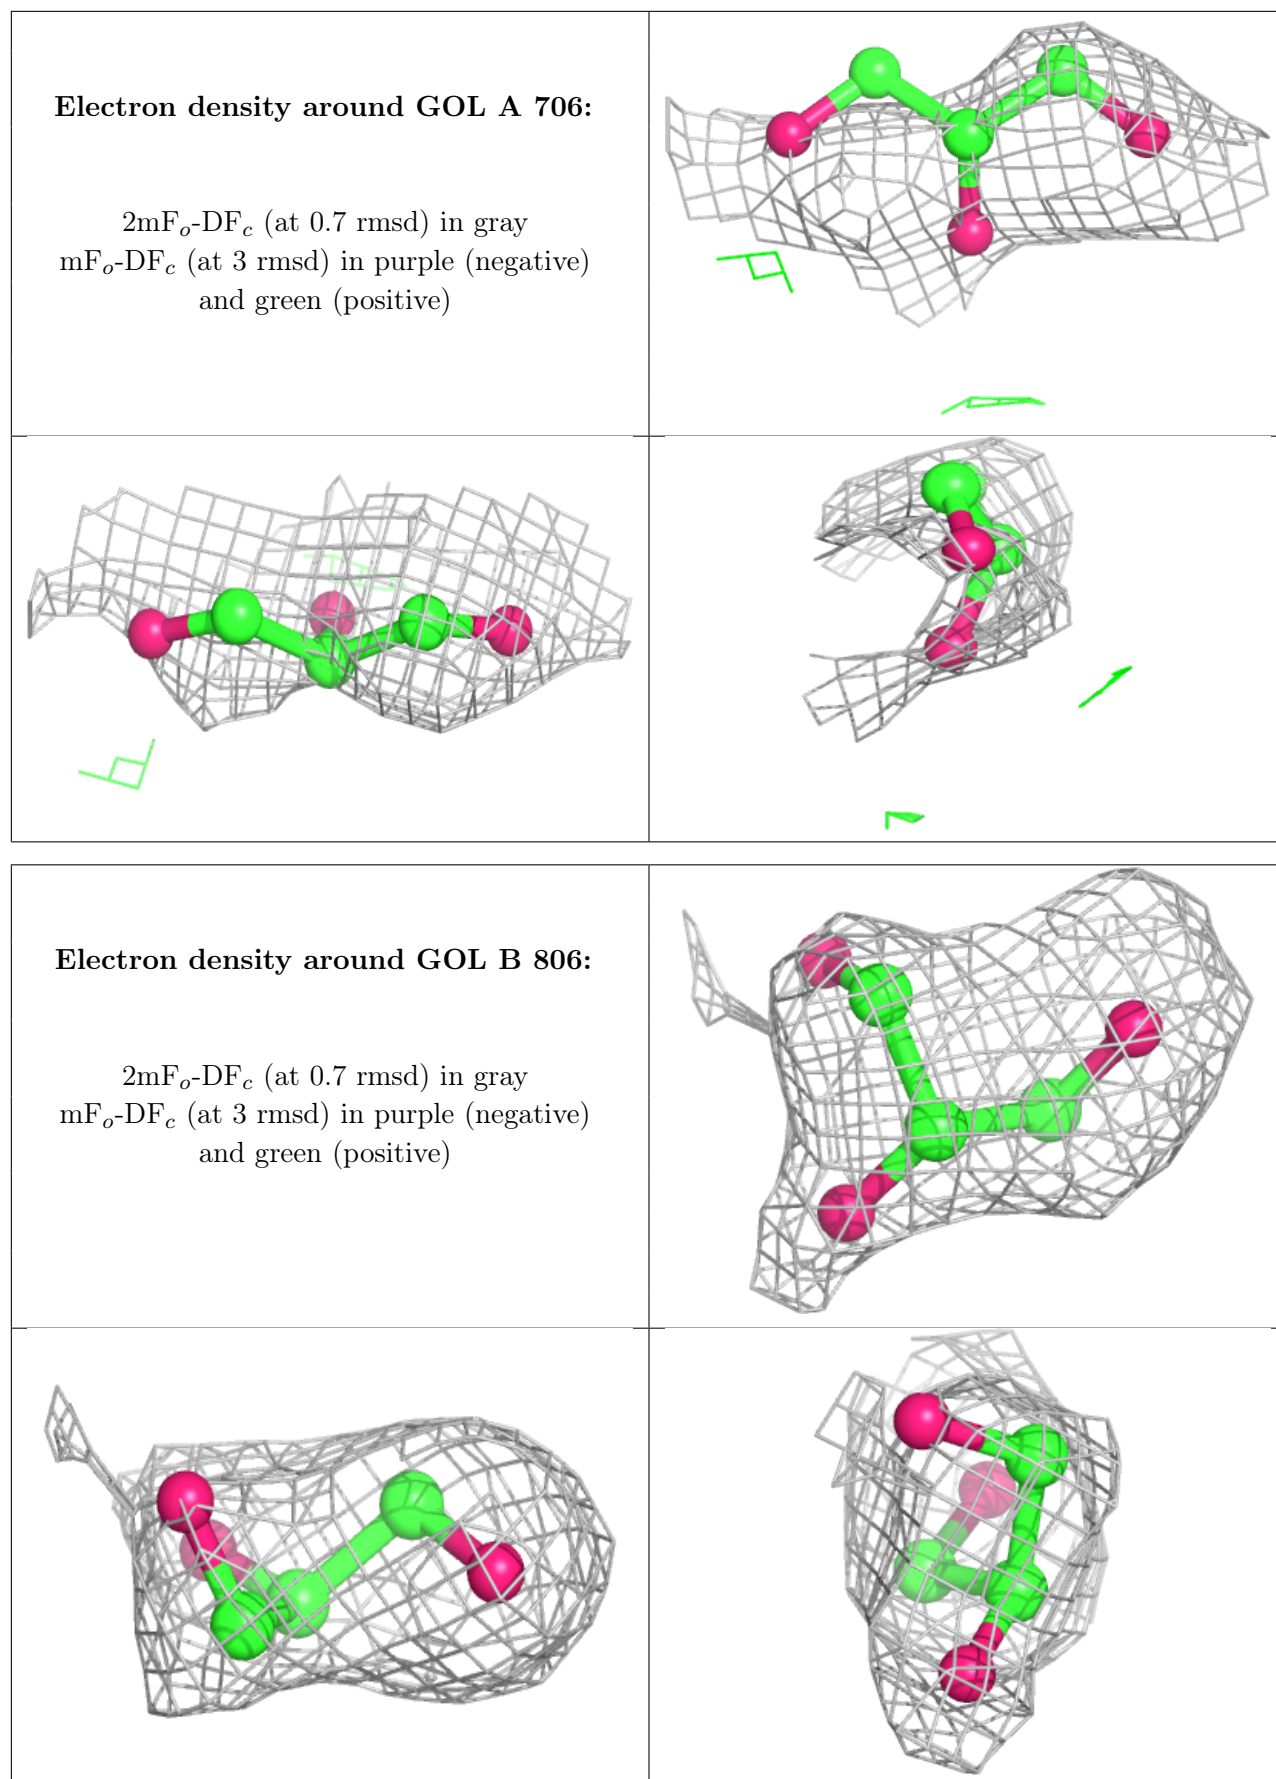 Electron density around GOL A 706:
2mFo-DFc (at 0.7 rmsd) in gray
mFo-DFc (at 3 rmsd) in purple (negative)
and green (positive)
Electron density around GOL B 806:
2mFo-DFc (at 0.7 rmsd) in gray
mFo-DFc (at 3 rmsd) in purple (negative)
and green (positive)